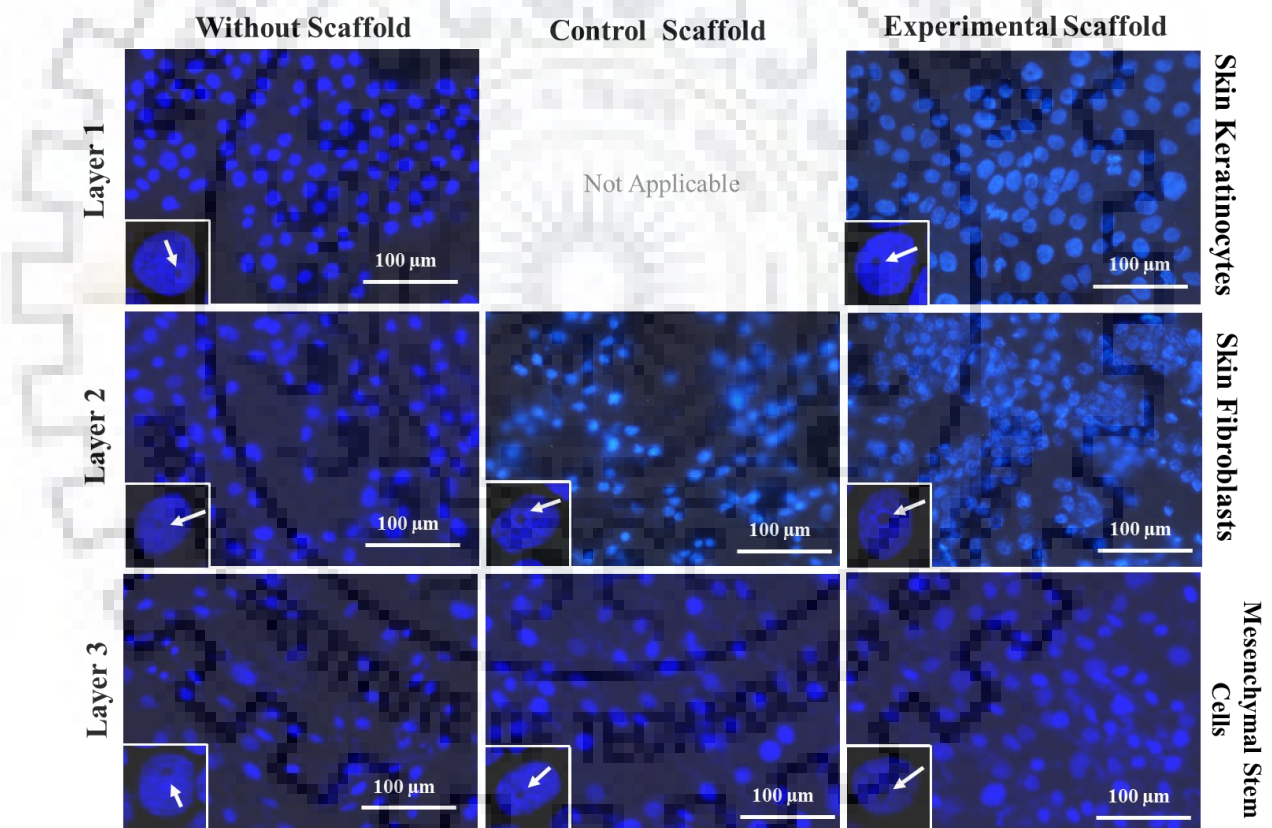 Without Scaffold
Control Scaffold
Experimental Scaffold
Layer 1
Not Applicable
100 µm
100 µm
Skin Keratinocytes
Layer 2
100 µm
100 µm
100 µm
Skin Fibroblasts
Layer 3
100 µm
100 µm
100 µm
Mesenchymal Stem
Cells